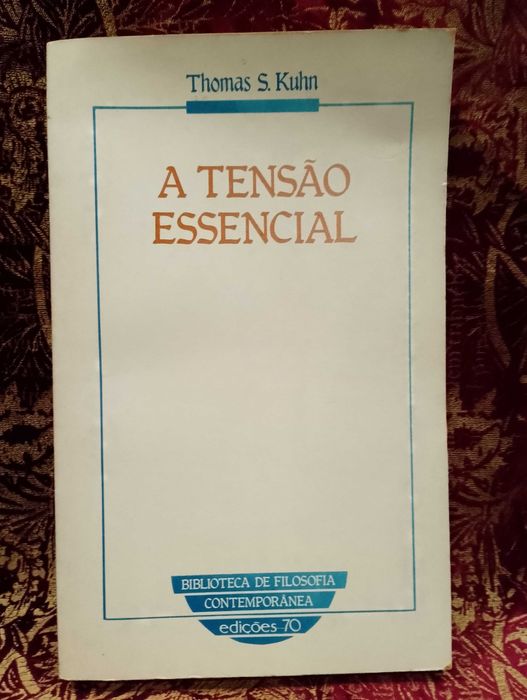 Thomas S. Kuhn
A TENSÃO
ESSENCIAL
BIBLIOTECA DE FILOSOFIA
CONTEMPORÂNEA
edições 70